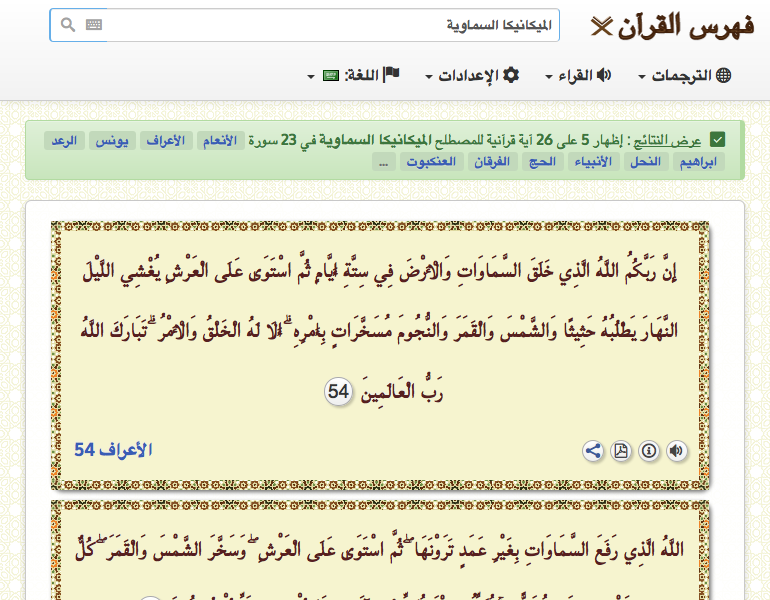 فهرس القرآن
الميكانيكا السماوية
الترجمات القراء الإعدادات اللغة:
عرض النتائج : إظهار 5 على 26 آية قرآنية للمصطلح الميكانيكا السماوية في 23 سورة الأنعام الأعراف يونس الرعد
ابراهيم النحل الأنبياء الحج الفرقان العنكبوت ...
إِنَّ رَبَّكُمُ اللَّهُ الَّذِي خَلَقَ السَّمَاوَاتِ وَالْأَرْضَ فِي سِتَّةِ أَيَّامٍ ثُمَّ اسْتَوَىٰ عَلَى الْعَرْشِ يُغْشِي اللَّيْلَ
النَّهَارَ يَطْلُبُهُ حَثِيثًا وَالشَّمْسَ وَالْقَمَرَ وَالنُّجُومَ مُسَخَّرَاتٍ بِأَمْرِهِ ۗ أَلَا لَهُ الْخَلْقُ وَالْأَمْرُ ۗ تَبَارَكَ اللَّهُ
رَبُّ الْعَالَمِينَ 54
الأعراف 54
اللَّهُ الَّذِي رَفَعَ السَّمَاوَاتِ بِغَيْرِ عَمَدٍ تَرَوْنَهَا ۖ ثُمَّ اسْتَوَىٰ عَلَى الْعَرْشِ ۖ وَسَخَّرَ الشَّمْسَ وَالْقَمَرَ ۖ كُلٌّ